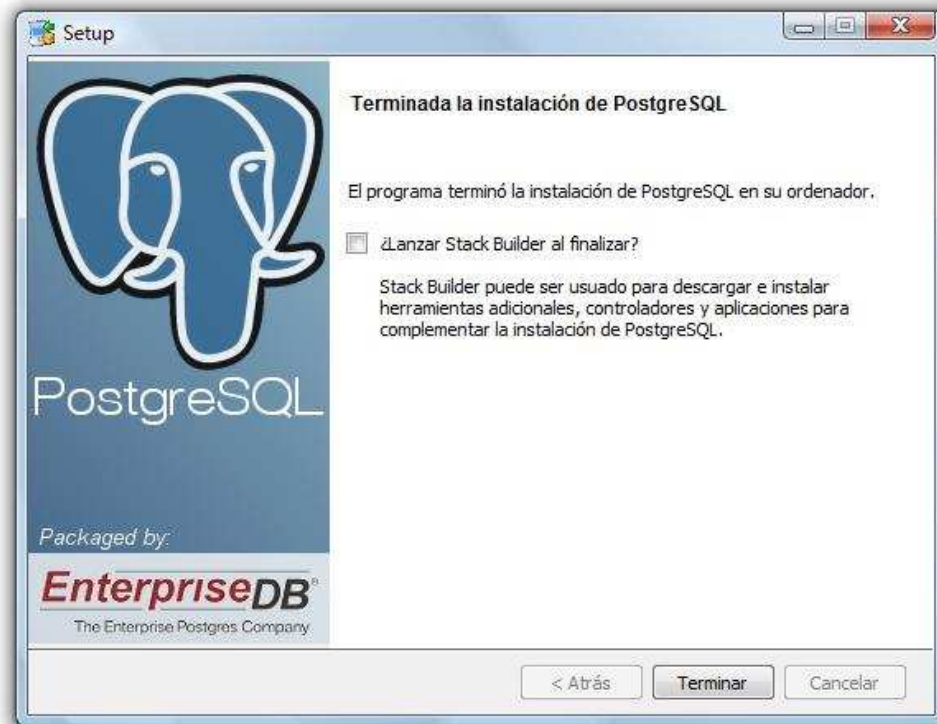 Setup
Terminada la instalación de PostgreSQL
El programa terminó la instalación de PostgreSQL en su ordenador.
¿Lanzar Stack Builder al finalizar?
Stack Builder puede ser usado para descargar e instalar
herramientas adicionales, controladores y aplicaciones para
complementar la instalación de PostgreSQL.
PostgreSQL
Packaged by:
EnterpriseDB®
The Enterprise Postgres Company
< Atrás
Terminar
Cancelar